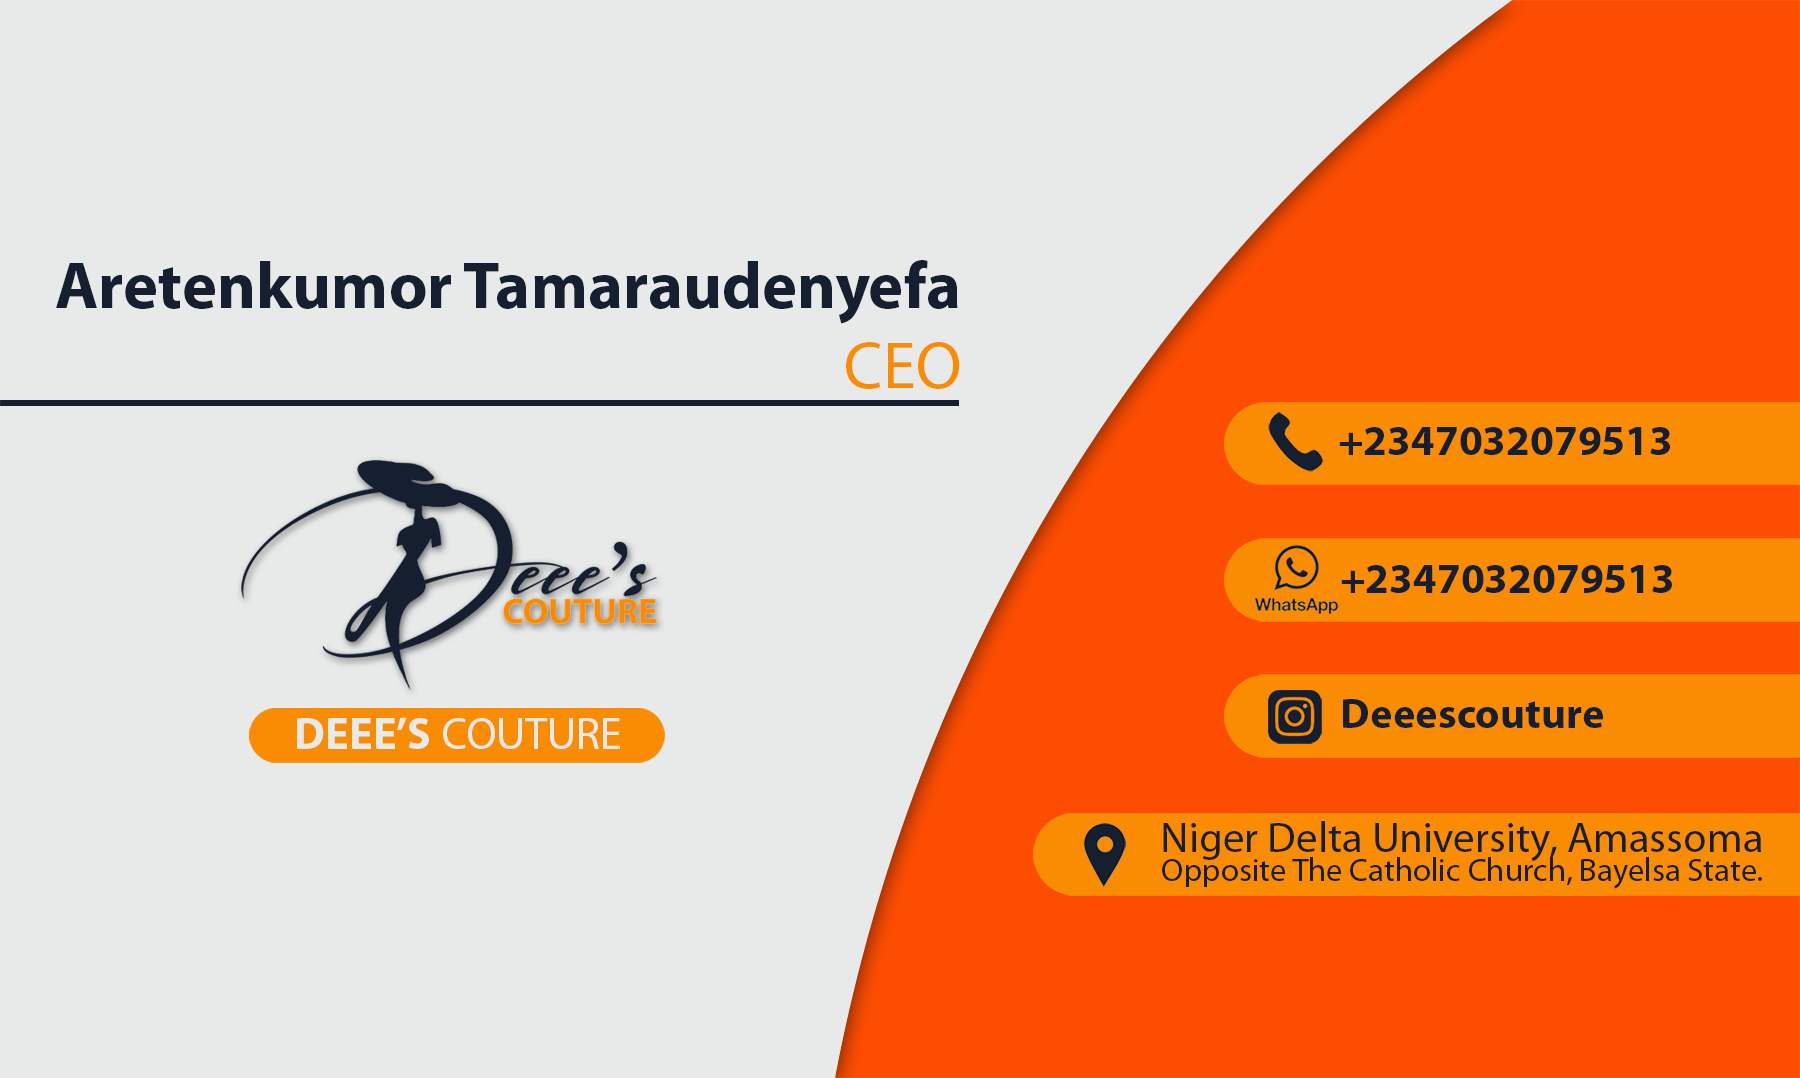 Aretenkumor Tamaraudenyefa
CEO
Deee's
COUTURE
DEEE’S COUTURE
+2347032079513
WhatsApp
+2347032079513
Deeescouture
Niger Delta University, Amassoma
Opposite The Catholic Church, Bayelsa State.